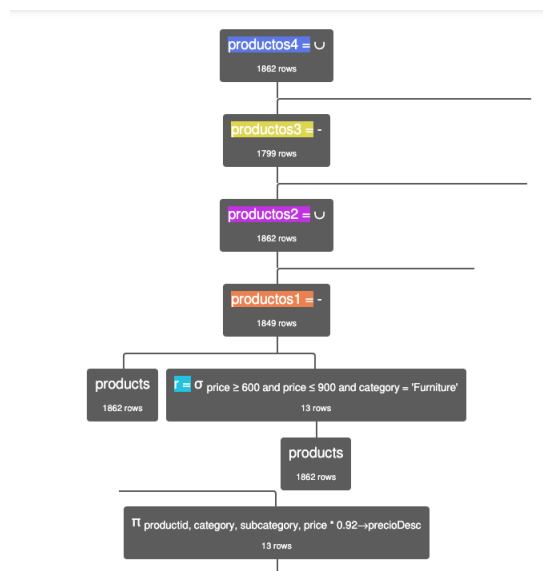 productos4 = ∪
1862 rows
productos3 = -
1799 rows
productos2 = ∪
1862 rows
productos1 = -
1849 rows
products
1862 rows
r = σ price ≥ 600 and price ≤ 900 and category = 'Furniture'
13 rows
products
1862 rows
π productid, category, subcategory, price * 0.92→precioDesc
13 rows